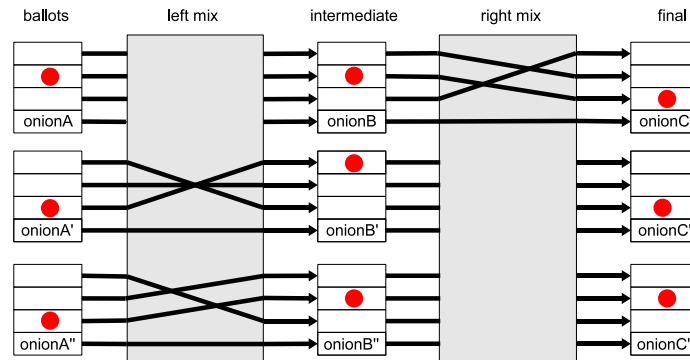 ballots left mix intermediate right mix final
onionA onionB onionC
onionA' onionB' onionC'
onionA" onionB" onionC'